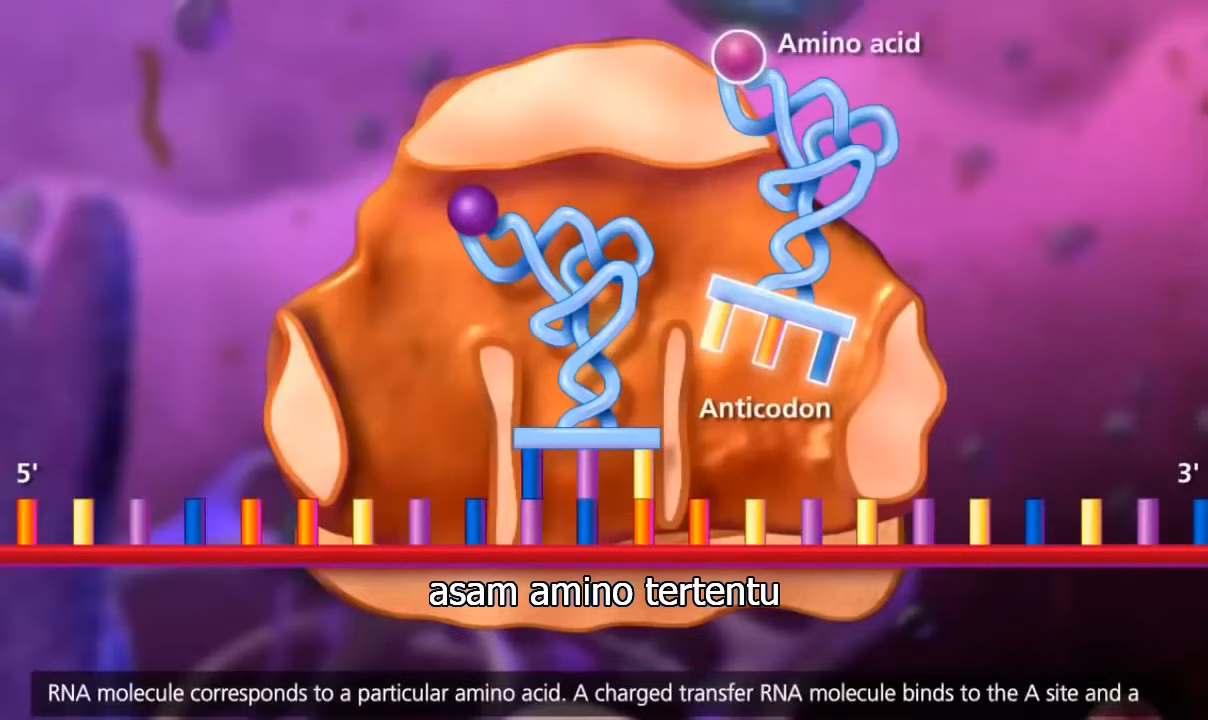 Amino acid
Anticodon
5'
3'
asam amino tertentu
RNA molecule corresponds to a particular amino acid. A charged transfer RNA molecule binds to the A site and a